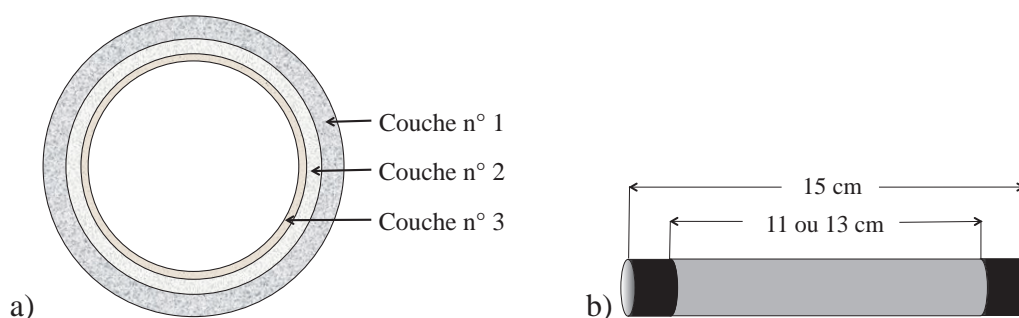 Couche n° 1
Couche n° 2
Couche n° 3
a)
15 cm
11 ou 13 cm
b)